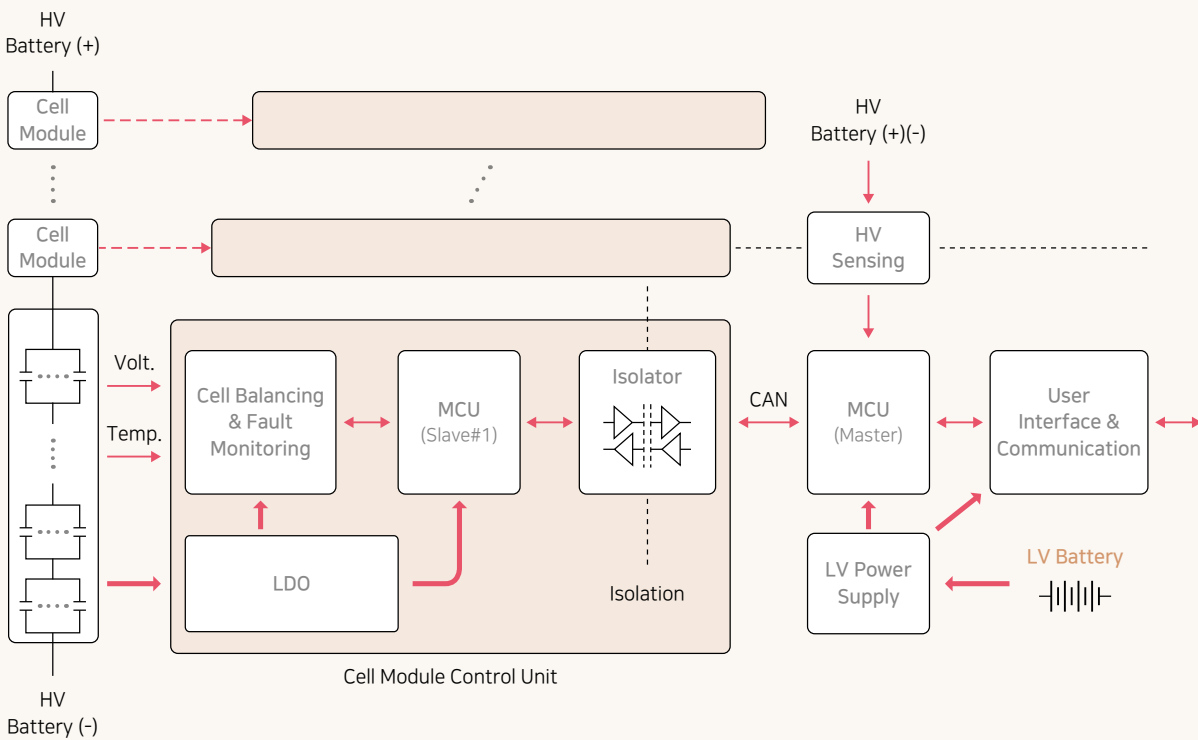 HV
Battery (+)
Cell
Module
HV
Battery (+)(-)
Cell
Module
HV
Sensing
Volt.
Temp.
Cell Balancing
& Fault
Monitoring
MCU
(Slave#1)
Isolator
CAN
MCU
(Master)
User
Interface &
Communication
LDO
Isolation
LV Power
Supply
LV Battery
Cell Module Control Unit
HV
Battery (-)